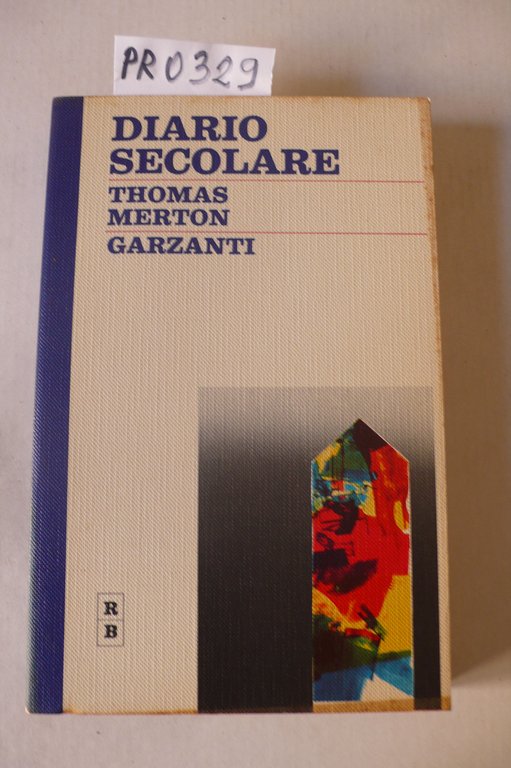 PR0329
DIARIO
SECOLARE
THOMAS
MERTON
GARZANTI
R
B